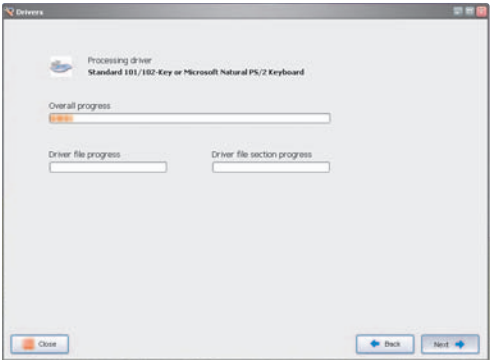 Drivers
Processing driver
Standard 101/102-Key or Microsoft Natural PS/2 Keyboard
Overall progress
Driver file progress
Driver file section progress
Close
Back
Next